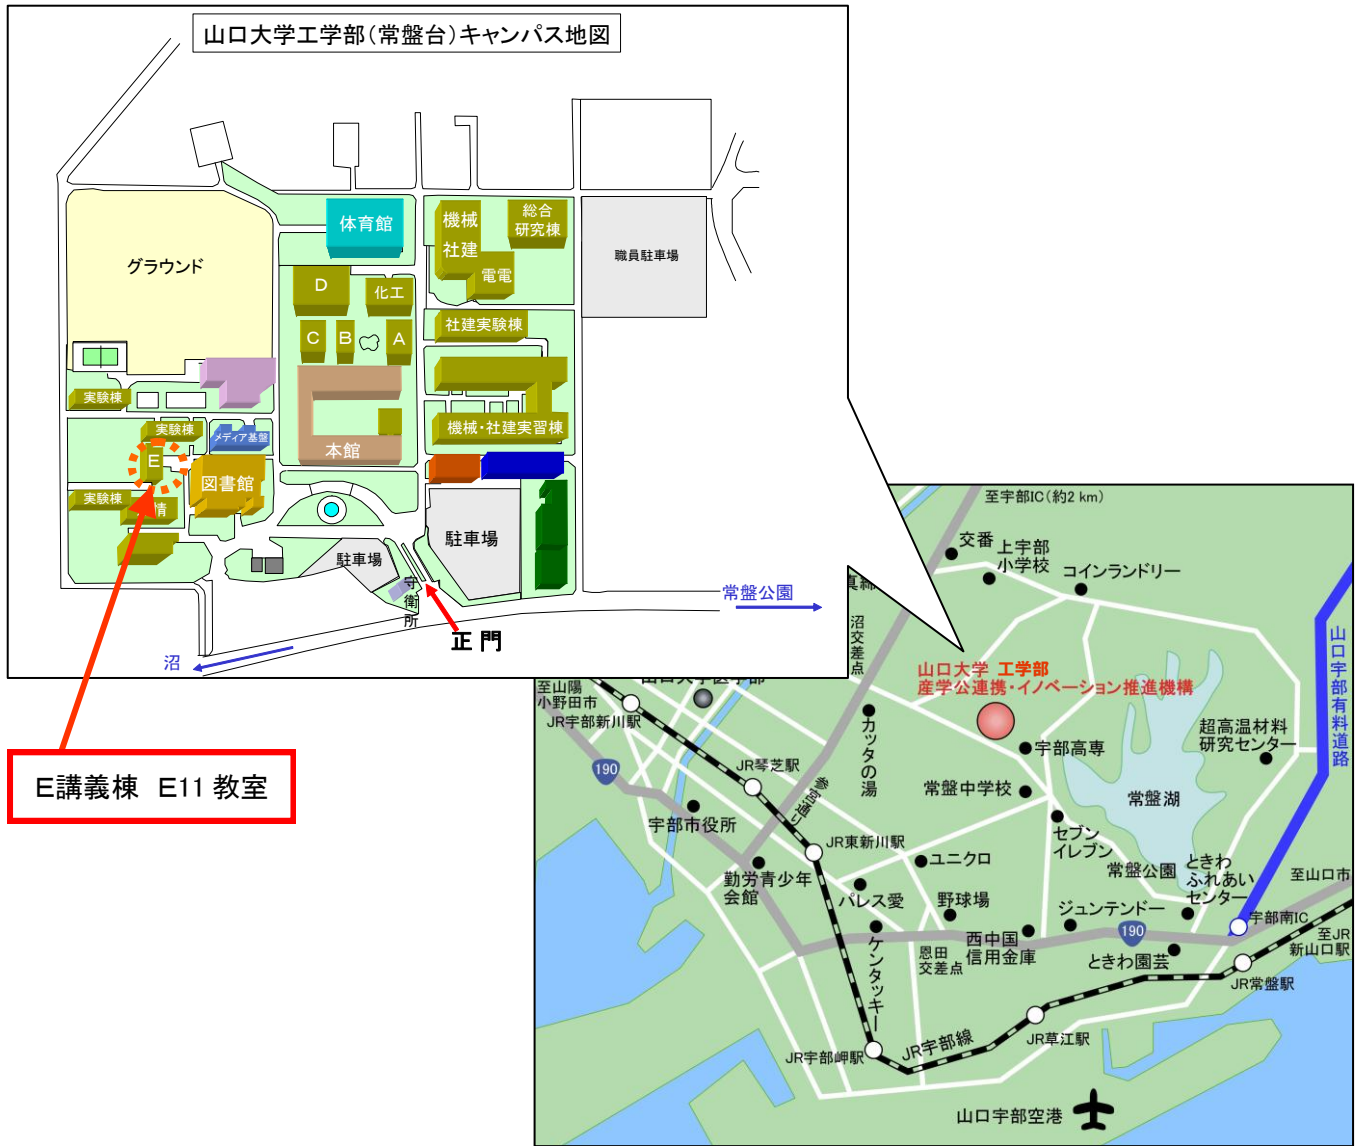 山口大学工学部(常盤台)キャンパス地図
体育館
機械
社建
総合
研究棟
電電
職員駐車場
グラウンド
D
化工
C
B
A
社建実験棟
実験棟
実験棟
メディア基盤
機械・社建実習棟
本館
E
図書館
実験棟
情
駐車場
駐車場
守衛所
正門
常盤公園
沼
E講義棟 E11 教室
至宇部IC(約2 km)
交番
上宇部
小学校
コインランドリー
沼交差点
山口宇部有料道路
山口大学 工学部
産学公連携・イノベーション推進機構
至山陽
小野田市
JR宇部新川駅
カッタの湯
宇部高専
超高温材料
研究センター
190
JR琴芝駅
参宮通り
常盤中学校
常盤湖
宇部市役所
セブン
イレブン
JR東新川駅
ユニクロ
勤労青少年
会館
常盤公園
ときわ
ふれあい
センター
至山口市
パレス愛
野球場
ジュンテンドー
190
宇部南IC
ケンタッキー
恩田
交差点
西中国
信用金庫
ときわ園芸
至JR
新山口駅
JR常盤駅
JR宇部岬駅
JR宇部線
JR草江駅
山口宇部空港